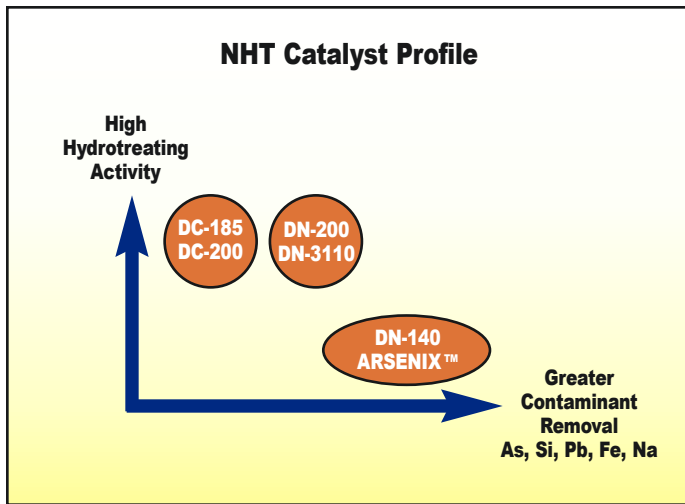 NHT Catalyst Profile
High
Hydrotreating
Activity
DC-185
DC-200
DN-200
DN-3110
DN-140
ARSENIX™
Greater
Contaminant
Removal
As, Si, Pb, Fe, Na